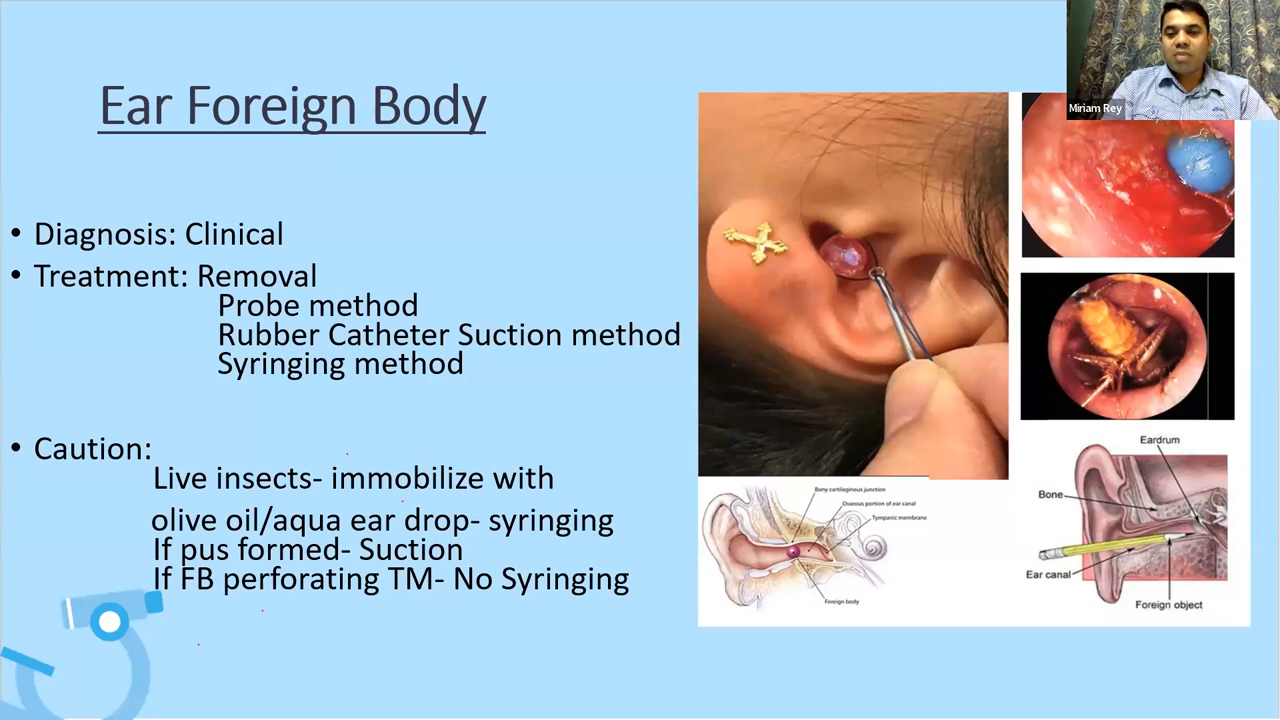 Ear Foreign Body
• Diagnosis: Clinical
• Treatment: Removal
Probe method
Rubber Catheter Suction method
Syringing method
• Caution:
Live insects- immobilize with
olive oil/aqua ear drop- syringing
If pus formed- Suction
If FB perforating TM- No Syringing
Miriam Rey
Bony cartilaginous junction
Osseous portion of ear canal
Tympanic membrane
Foreign body
Eardrum
Bone
Ear canal
Foreign object